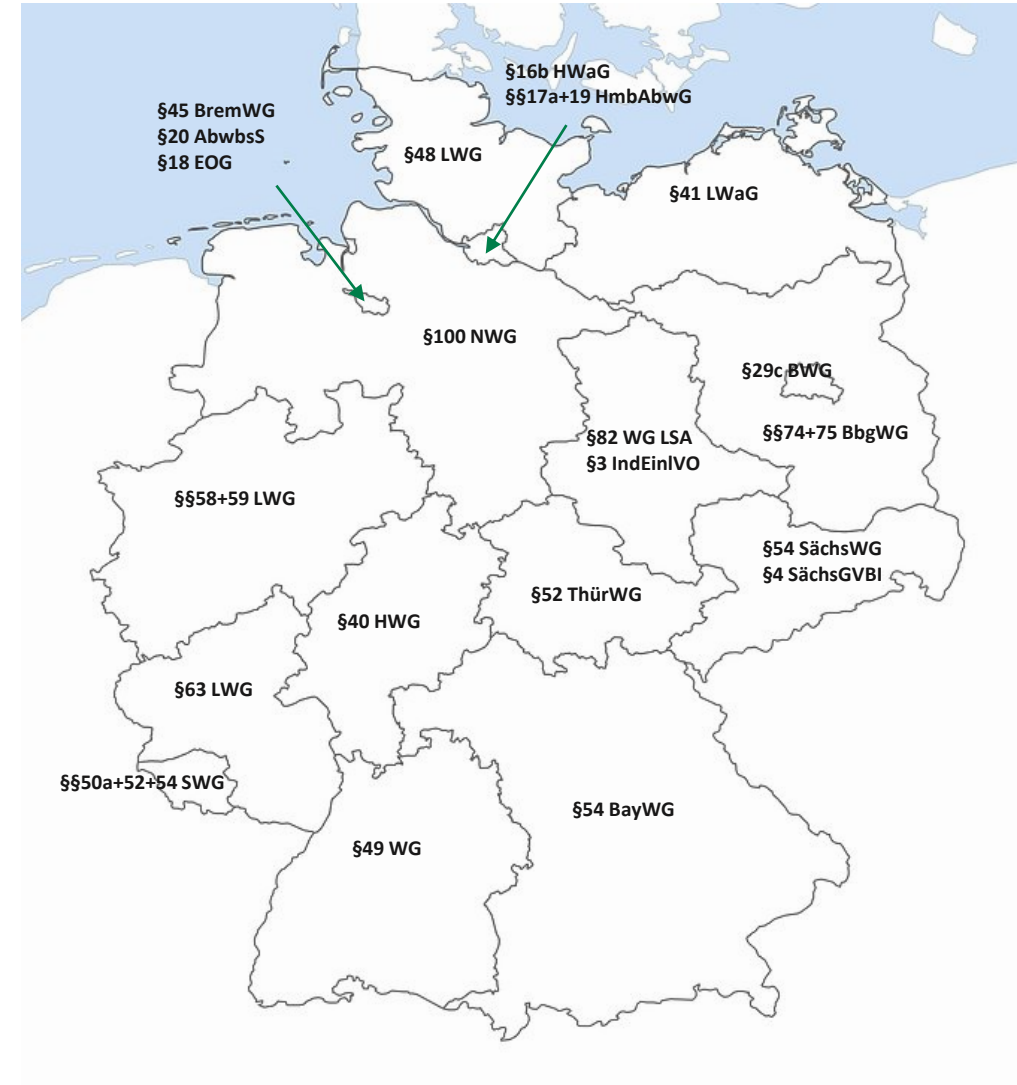 §16b HWaG
§§17a+19 HmbAbwG
§45 BremWG
§20 AbwbsS
§18 EOG
§48 LWG
§41 LWaG
§100 NWG
§29c BWG
§§74+75 BbgWG
§82 WG LSA
§3 IndEinlVO
§§58+59 LWG
§54 SächsWG
§4 SächsGVBl
§52 ThürWG
§40 HWG
§63 LWG
§§50a+52+54 SWG
§54 BayWG
§49 WG